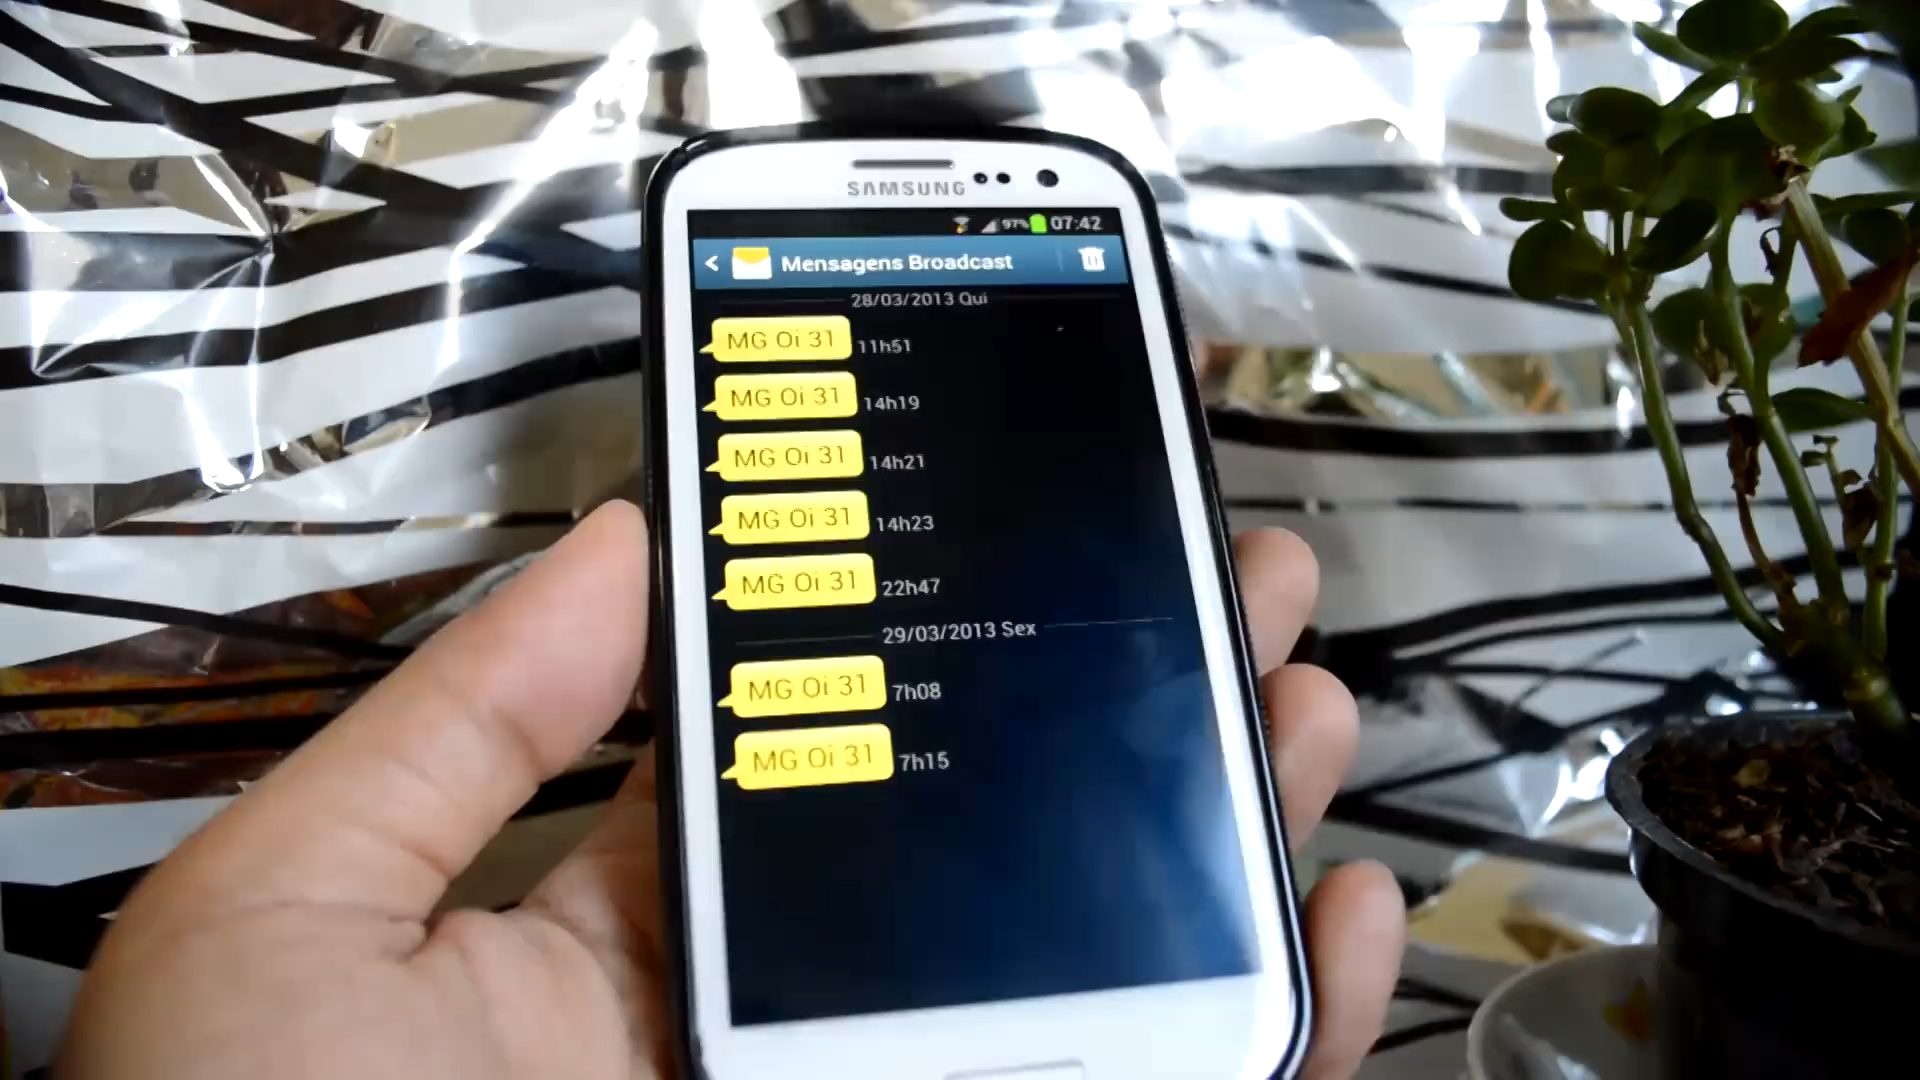 SAMSUNG
97% 07:42
< Mensagens Broadcast
28/03/2013 Qui
MG Oi 31 11h51
MG Oi 31 14h19
MG Oi 31 14h21
MG Oi 31 14h23
MG Oi 31 22h47
29/03/2013 Sex
MG Oi 31 7h08
MG Oi 31 7h15